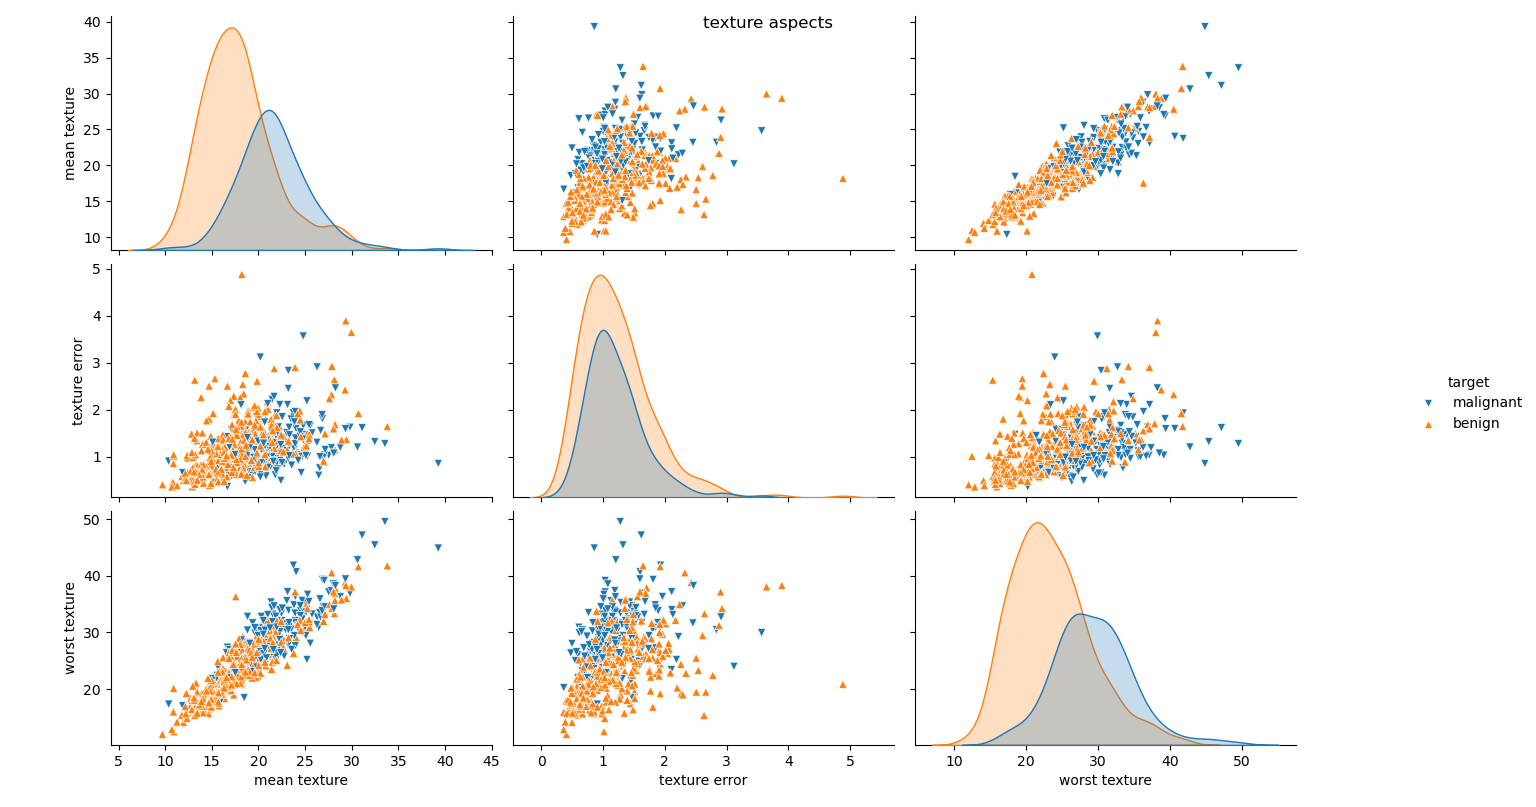 texture aspects
40
35
30
25
20
15
10
mean texture
5
4
3
2
1
texture error
target
malignant
benign
50
40
30
20
worst texture
5 10 15 20 25 30 35 40 45
mean texture
0 1 2 3 4 5
texture error
10 20 30 40 50
worst texture